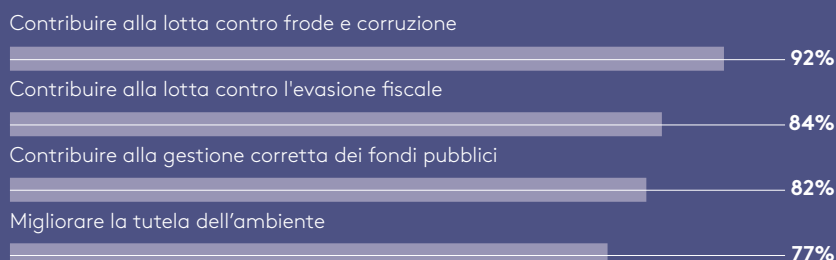 Contribuire alla lotta contro frode e corruzione
92%
Contribuire alla lotta contro l'evasione fiscale
84%
Contribuire alla gestione corretta dei fondi pubblici
82%
Migliorare la tutela dell’ambiente
77%